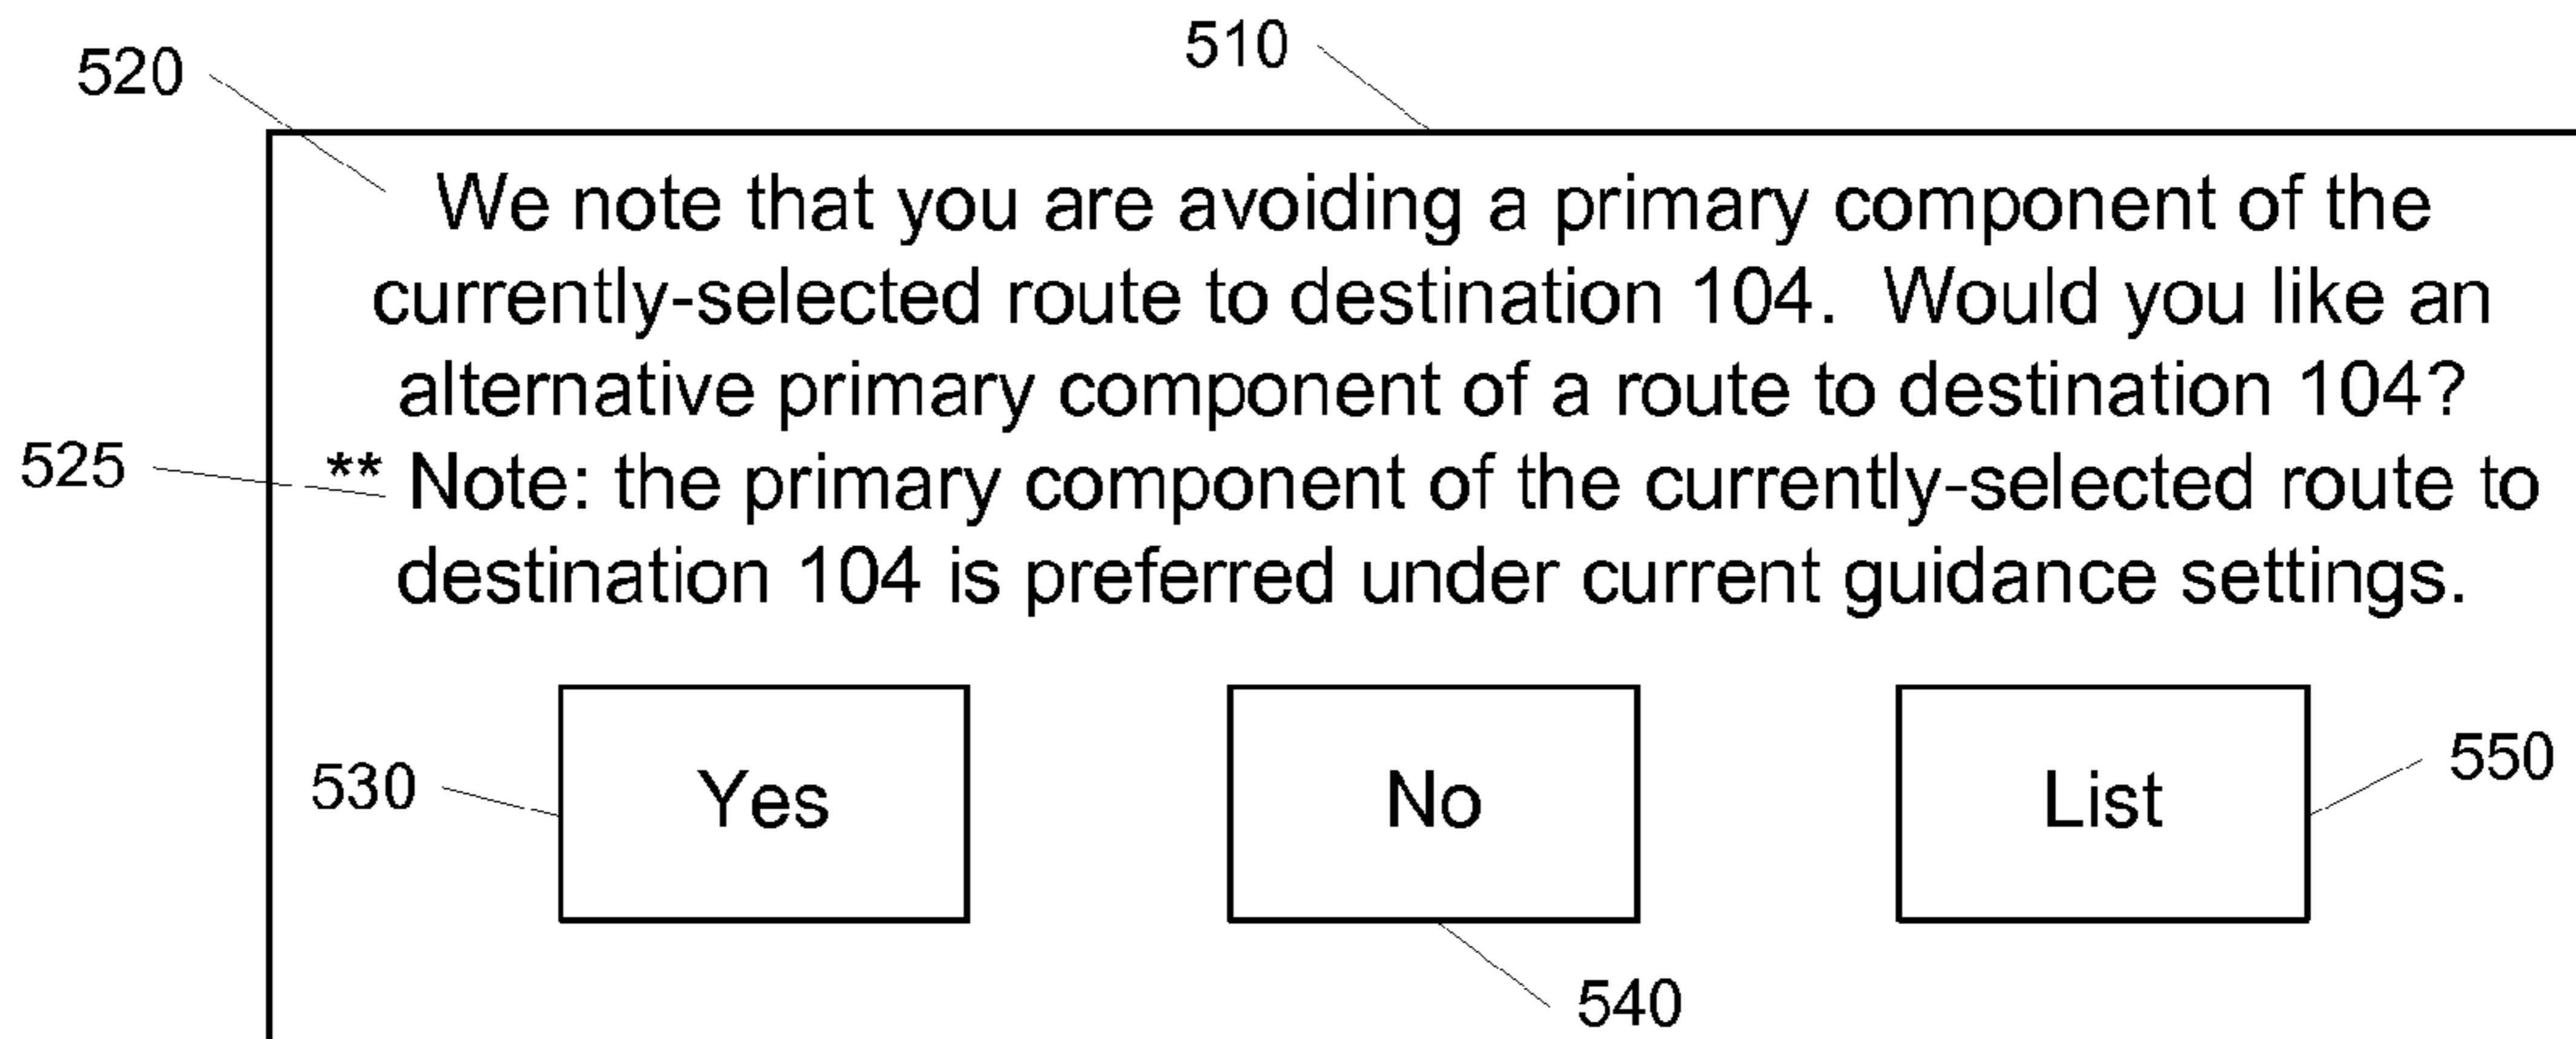 510
520
We note that you are avoiding a primary component of the
currently-selected route to destination 104.  Would you like an
alternative primary component of a route to destination 104?
525
** Note: the primary component of the currently-selected route to
destination 104 is preferred under current guidance settings.
530
Yes
No
List
550
540